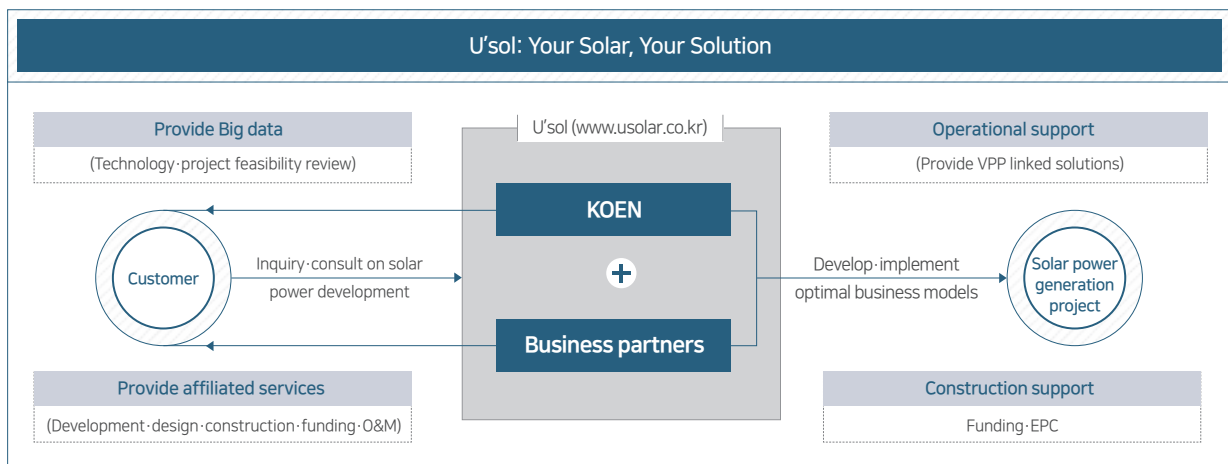 U'sol: Your Solar, Your Solution
Provide Big data
(Technology·project feasibility review)
U'sol (www.usolar.co.kr)
Operational support
(Provide VPP linked solutions)
KOEN
Customer
Inquiry·consult on solar
power development
+
Develop·implement
optimal business models
Solar power
generation
project
Business partners
Provide affiliated services
(Development·design·construction·funding·O&M)
Construction support
Funding·EPC